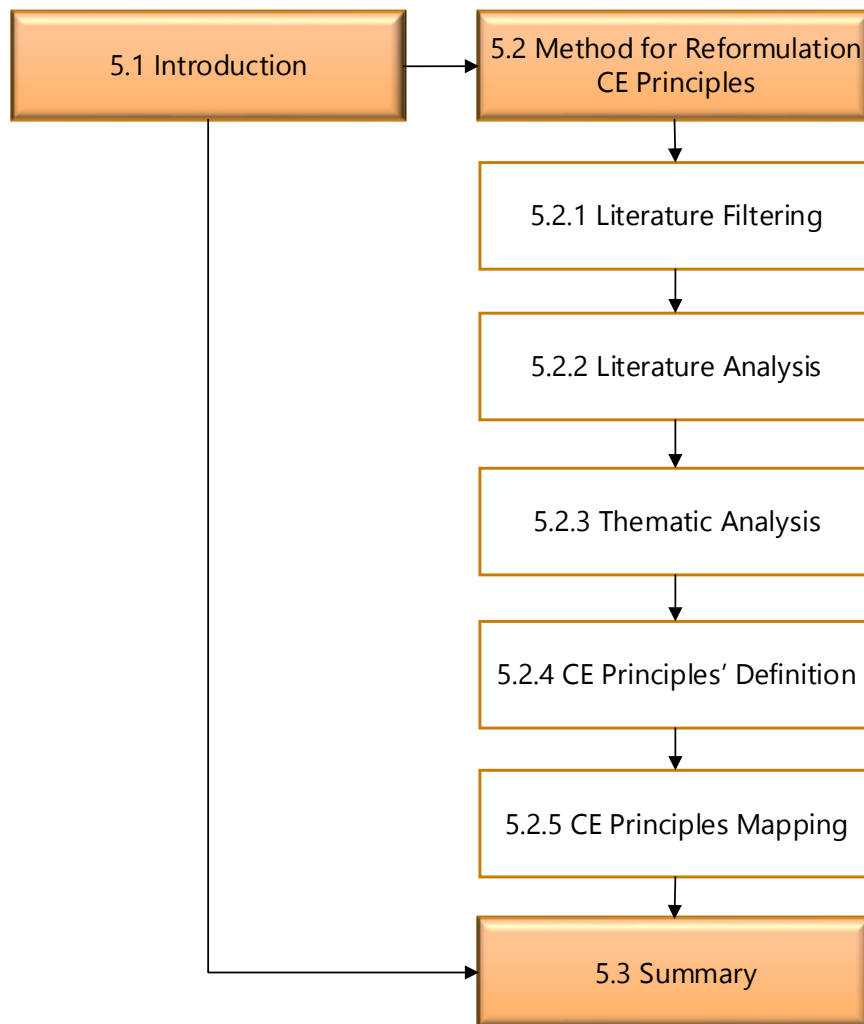 5.1 Introduction
5.2 Method for Reformulation
CE Principles
5.2.1 Literature Filtering
5.2.2 Literature Analysis
5.2.3 Thematic Analysis
5.2.4 CE Principles’ Definition
5.2.5 CE Principles Mapping
5.3 Summary